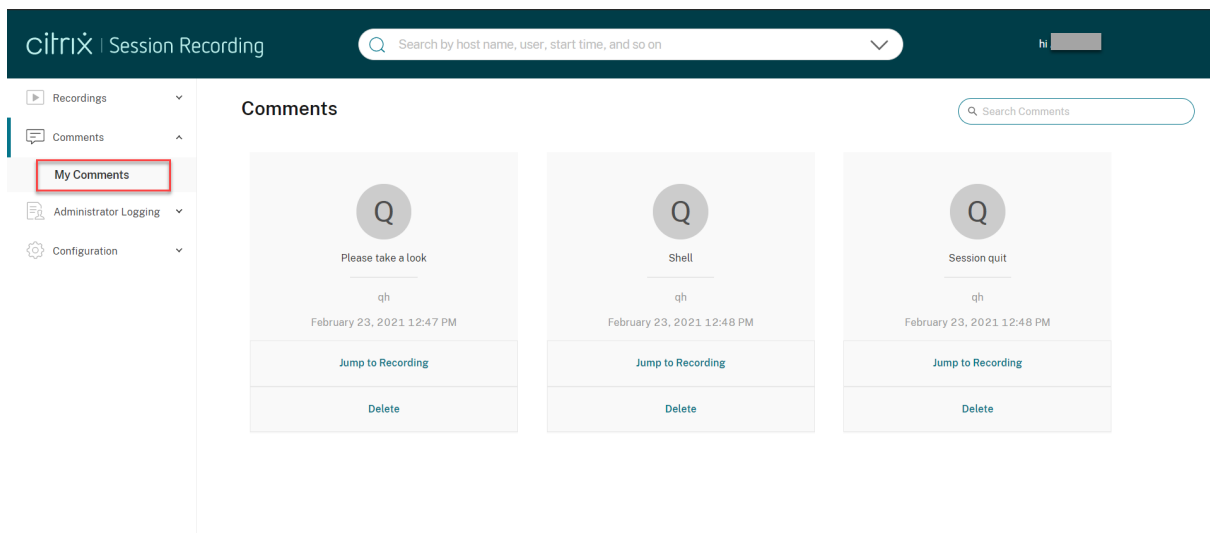 citrix | Session Recording
Search by host name, user, start time, and so on
hi
Recordings
Comments
My Comments
Administrator Logging
Configuration
Comments
Search Comments
Q
Please take a look
qh
February 23, 2021 12:47 PM
Jump to Recording
Delete
Q
Shell
qh
February 23, 2021 12:48 PM
Jump to Recording
Delete
Q
Session quit
qh
February 23, 2021 12:48 PM
Jump to Recording
Delete